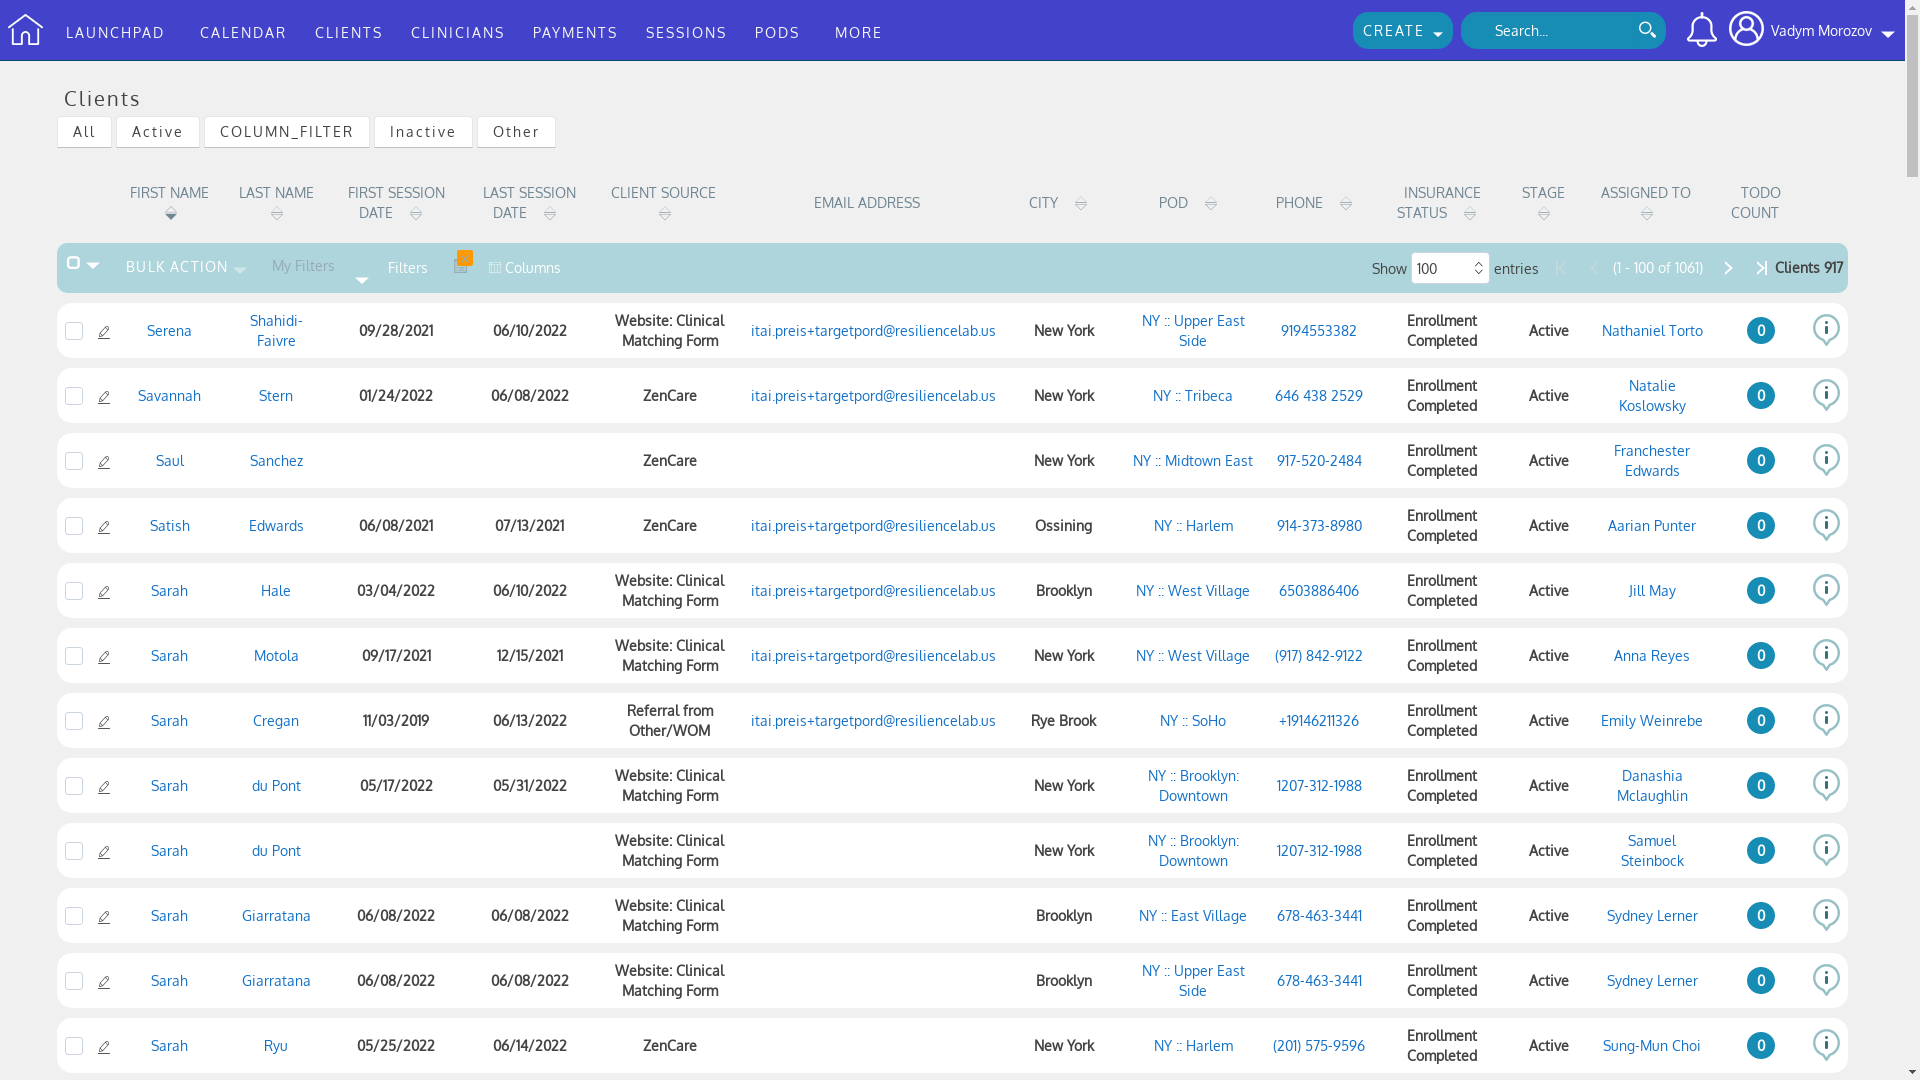 LAUNCHPAD CALENDAR CLIENTS CLINICIANS PAYMENTS SESSIONS PODS MORE CREATE Search... Vadym Morozov
Clients
All Active COLUMN_FILTER Inactive Other
FIRST NAME LAST NAME FIRST SESSION DATE LAST SESSION DATE CLIENT SOURCE EMAIL ADDRESS CITY POD PHONE INSURANCE STATUS STAGE ASSIGNED TO TODO COUNT
BULK ACTION My Filters Filters Columns Show 100 entries (1 - 100 of 1061) Clients 917
Serena Shahidi-Faivre 09/28/2021 06/10/2022 Website: Clinical Matching Form itai.preis+targetpord@resiliencelab.us New York NY :: Upper East Side 9194553382 Enrollment Completed Active Nathaniel Torto 0
Savannah Stern 01/24/2022 06/08/2022 ZenCare itai.preis+targetpord@resiliencelab.us New York NY :: Tribeca 646 438 2529 Enrollment Completed Active Natalie Koslowsky 0
Saul Sanchez ZenCare New York NY :: Midtown East 917-520-2484 Enrollment Completed Active Franchester Edwards 0
Satish Edwards 06/08/2021 07/13/2021 ZenCare itai.preis+targetpord@resiliencelab.us Ossining NY :: Harlem 914-373-8980 Enrollment Completed Active Aarian Punter 0
Sarah Hale 03/04/2022 06/10/2022 Website: Clinical Matching Form itai.preis+targetpord@resiliencelab.us Brooklyn NY :: West Village 6503886406 Enrollment Completed Active Jill May 0
Sarah Motola 09/17/2021 12/15/2021 Website: Clinical Matching Form itai.preis+targetpord@resiliencelab.us New York NY :: West Village (917) 842-9122 Enrollment Completed Active Anna Reyes 0
Sarah Cregan 11/03/2019 06/13/2022 Referral from Other/WOM itai.preis+targetpord@resiliencelab.us Rye Brook NY :: SoHo +19146211326 Enrollment Completed Active Emily Weinrebe 0
Sarah du Pont 05/17/2022 05/31/2022 Website: Clinical Matching Form New York NY :: Brooklyn: Downtown 1207-312-1988 Enrollment Completed Active Danashia Mclaughlin 0
Sarah du Pont Website: Clinical Matching Form New York NY :: Brooklyn: Downtown 1207-312-1988 Enrollment Completed Active Samuel Steinbock 0
Sarah Giarratana 06/08/2022 06/08/2022 Website: Clinical Matching Form Brooklyn NY :: East Village 678-463-3441 Enrollment Completed Active Sydney Lerner 0
Sarah Giarratana 06/08/2022 06/08/2022 Website: Clinical Matching Form Brooklyn NY :: Upper East Side 678-463-3441 Enrollment Completed Active Sydney Lerner 0
Sarah Ryu 05/25/2022 06/14/2022 ZenCare New York NY :: Harlem (201) 575-9596 Enrollment Completed Active Sung-Mun Choi 0